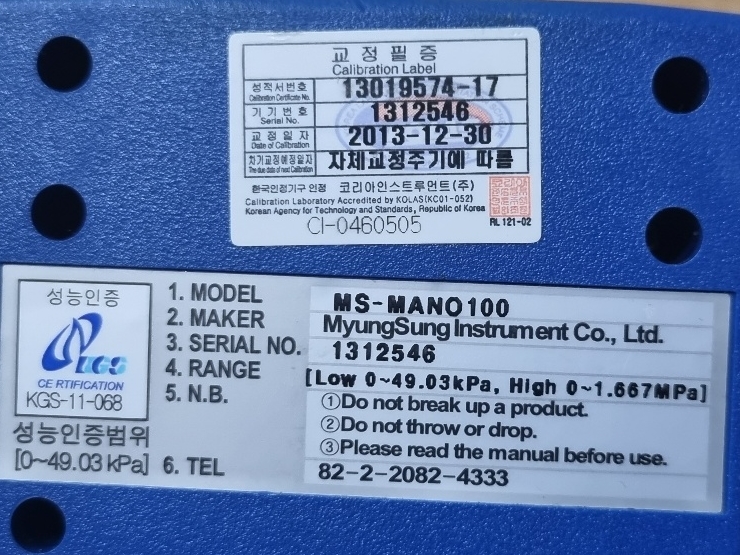 교정필증
Calibration Label
성적서번호 13019574-17
Calibration Certificate No.
기기번호 1312546
Serial No.
교정일자 2013-12-30
Date of Calibration
차기교정예정일자 자체교정주기에 따름
The due date of next Calibration
한국인정기구 인정 코리아인스트루먼트(주)
Calibration Laboratory Accredited by KOLAS(KC01-052)
Korean Agency for Technology and Standards, Republic of Korea
CI-0460505
RL 121-02
성능인증
KGS
CERTIFICATION
KGS-11-068
성능인증범위
[0~49.03 kPa]
1. MODEL MS-MANO100
2. MAKER MyungSung Instrument Co., Ltd.
3. SERIAL NO. 1312546
4. RANGE [Low 0~49.03kPa, High 0~1.667MPa]
5. N.B. ①Do not break up a product.
②Do not throw or drop.
③Please read the manual before use.
6. TEL 82-2-2082-4333